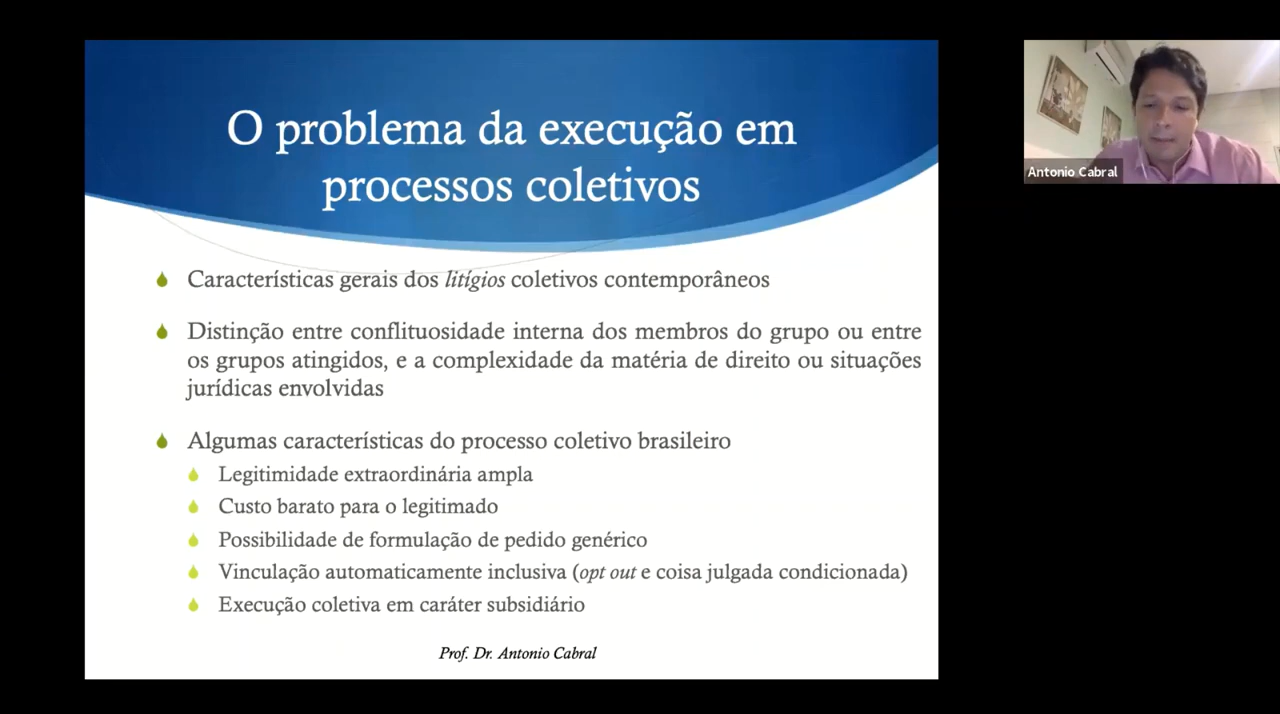 O problema da execução em
processos coletivos
Características gerais dos litígios coletivos contemporâneos
Distinção entre conflituosidade interna dos membros do grupo ou entre
os grupos atingidos, e a complexidade da matéria de direito ou situações
jurídicas envolvidas
Algumas características do processo coletivo brasileiro
Legitimidade extraordinária ampla
Custo barato para o legitimado
Possibilidade de formulação de pedido genérico
Vinculação automaticamente inclusiva (opt out e coisa julgada condicionada)
Execução coletiva em caráter subsidiário
Prof. Dr. Antonio Cabral
Antonio Cabral